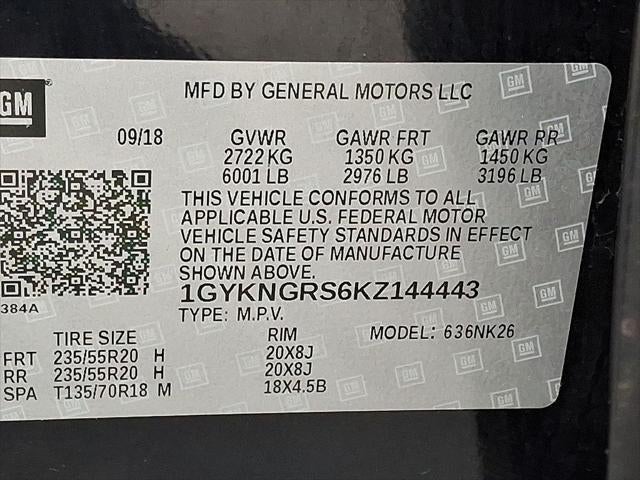 GM
MFD BY GENERAL MOTORS LLC
09/18 GVWR GAWR FRT GAWR RR
2722 KG 1350 KG 1450 KG
6001 LB 2976 LB 3196 LB
THIS VEHICLE CONFORMS TO ALL
APPLICABLE U.S. FEDERAL MOTOR
VEHICLE SAFETY STANDARDS IN EFFECT
ON THE DATE OF MANUFACTURE
SHOWN ABOVE.
384A
1GYKNGRS6KZ144443
TYPE: M.P.V. MODEL: 636NK26
TIRE SIZE RIM
FRT 235/55R20 H 20X8J
RR 235/55R20 H 20X8J
SPA T135/70R18 M 18X4.5B